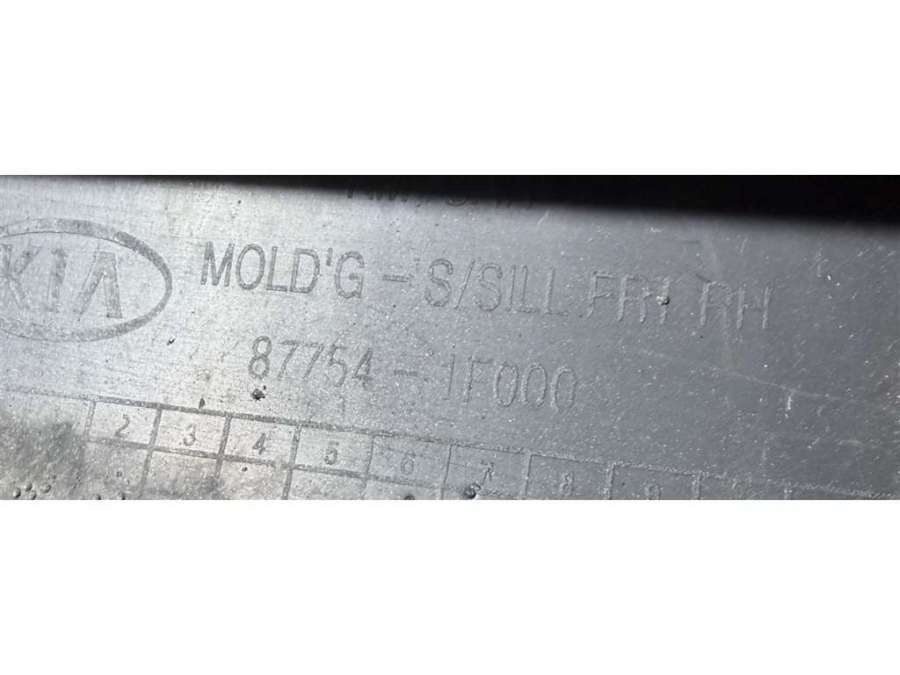 KIA
MOLD'G - S/SILL FRT RH
87754 - 1F000
2 3 4 5 6 7 8 9